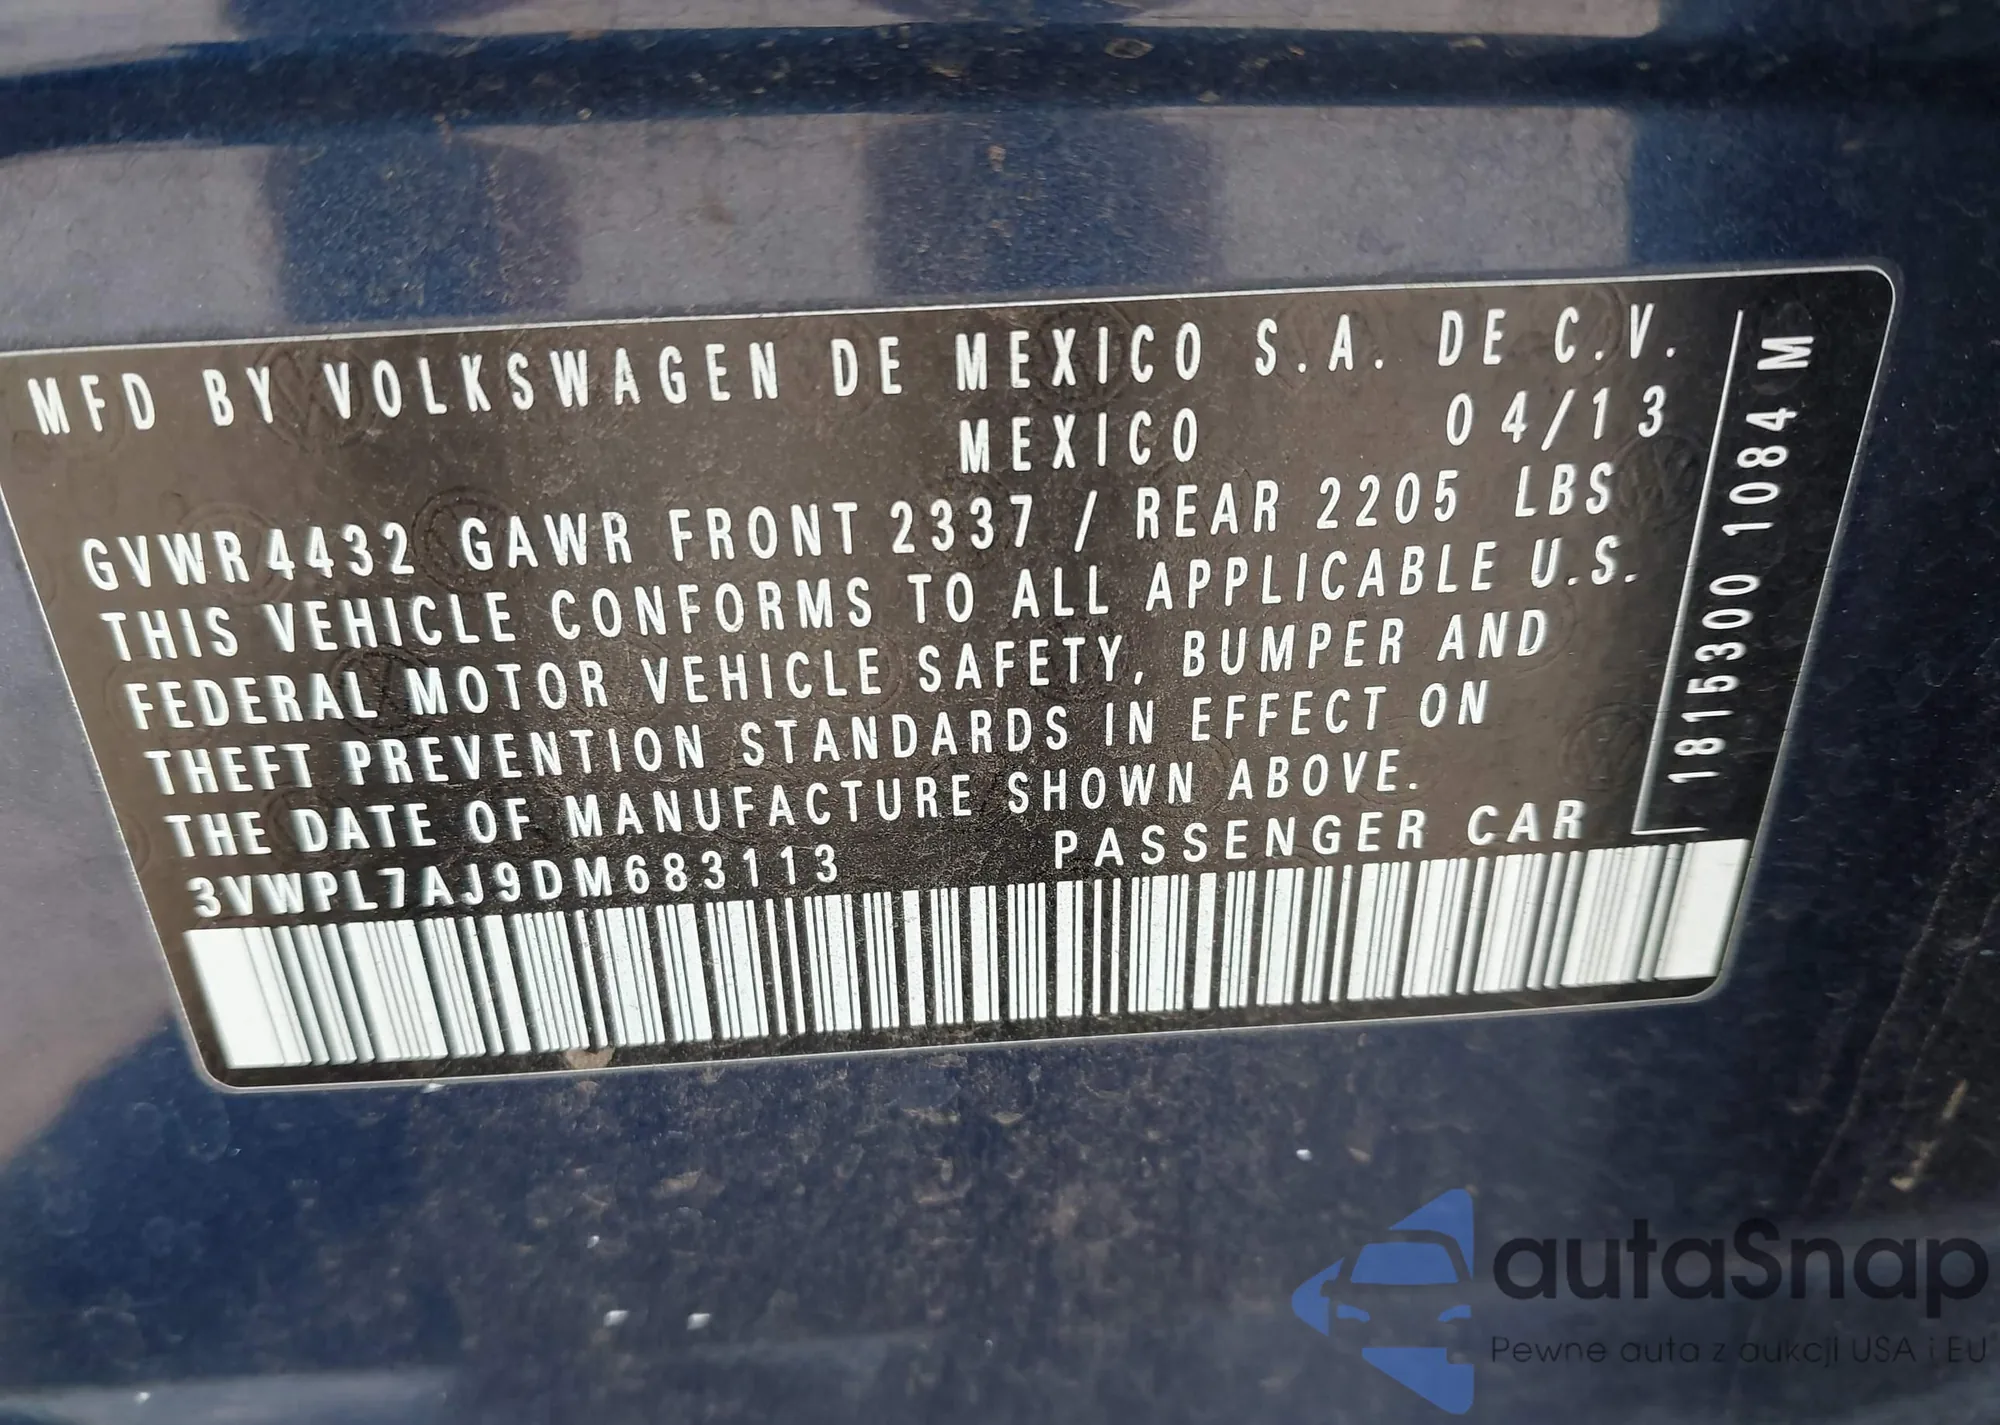 MFD BY VOLKSWAGEN DE MEXICO S.A. DE C.V.
MEXICO 04/13
GVWR 4432 GAWR FRONT 2337 / REAR 2205 LBS
THIS VEHICLE CONFORMS TO ALL APPLICABLE U.S.
FEDERAL MOTOR VEHICLE SAFETY, BUMPER AND
THEFT PREVENTION STANDARDS IN EFFECT ON
THE DATE OF MANUFACTURE SHOWN ABOVE.
3VWPL7AJ9DM683113 PASSENGER CAR
1815300 1084 M
autaSnap
Pewne auta z aukcji USA i EU